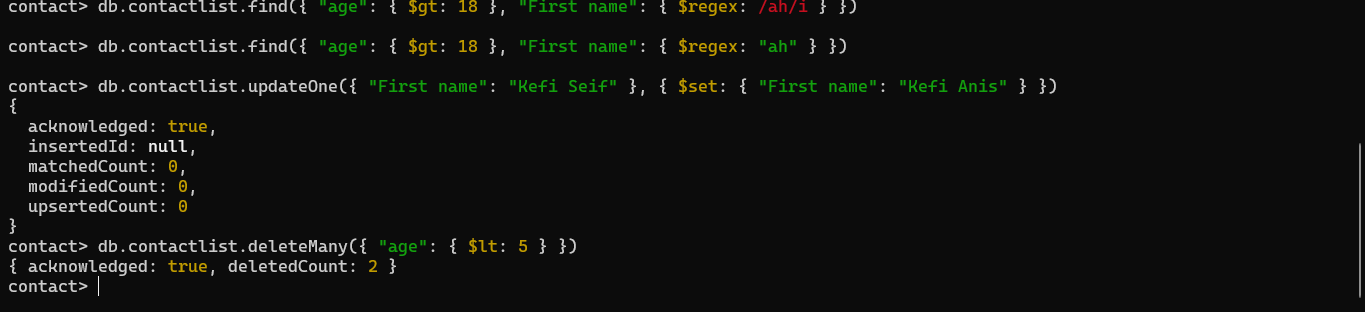 contact> db.contactlist.find({ "age": { $gt: 18 }, "First name": { $regex: /ah/i } })
contact> db.contactlist.find({ "age": { $gt: 18 }, "First name": { $regex: "ah" } })
contact> db.contactlist.updateOne({ "First name": "Kefi Seif" }, { $set: { "First name": "Kefi Anis" } })
{
  acknowledged: true,
  insertedId: null,
  matchedCount: 0,
  modifiedCount: 0,
  upsertedCount: 0
}
contact> db.contactlist.deleteMany({ "age": { $lt: 5 } })
{ acknowledged: true, deletedCount: 2 }
contact>